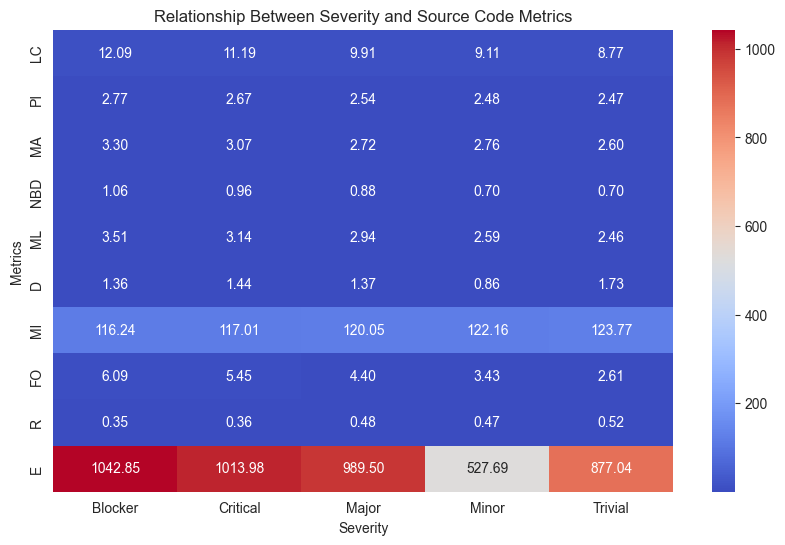 Relationship Between Severity and Source Code Metrics
LC 12.09 11.19 9.91 9.11 8.77
PI 2.77 2.67 2.54 2.48 2.47
MA 3.30 3.07 2.72 2.76 2.60
NBD 1.06 0.96 0.88 0.70 0.70
ML 3.51 3.14 2.94 2.59 2.46
D 1.36 1.44 1.37 0.86 1.73
MI 116.24 117.01 120.05 122.16 123.77
FO 6.09 5.45 4.40 3.43 2.61
R 0.35 0.36 0.48 0.47 0.52
E 1042.85 1013.98 989.50 527.69 877.04
Blocker Critical Major Minor Trivial
Severity
Metrics
1000
800
600
400
200